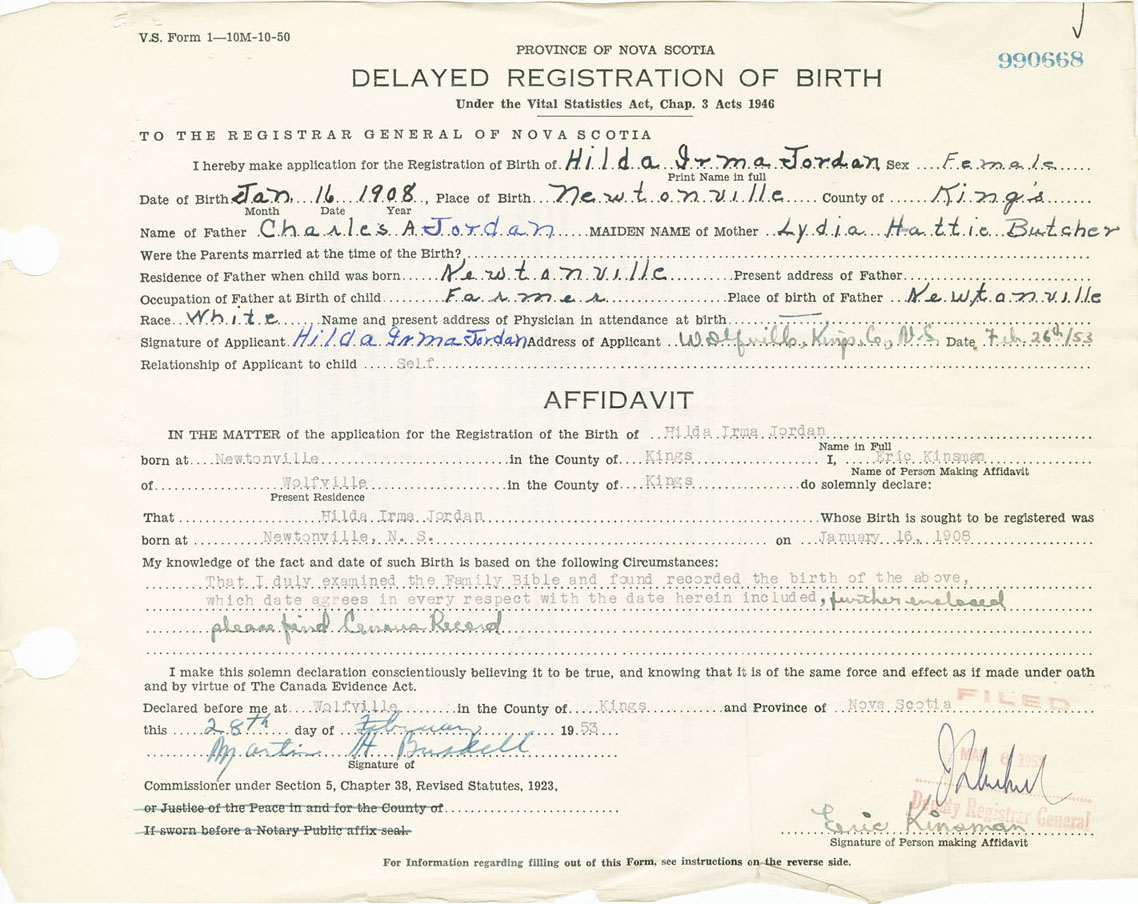 V.S. Form 1—10M-10-50
PROVINCE OF NOVA SCOTIA
990668
DELAYED REGISTRATION OF BIRTH
Under the Vital Statistics Act, Chap. 3 Acts 1946
TO THE REGISTRAR GENERAL OF NOVA SCOTIA
I hereby make application for the Registration of Birth of Hilda Irma Jordan Sex Female
Print Name in full
Date of Birth Jan. 16 1908, Place of Birth Newtonville County of King's
Month Date Year
Name of Father Charles A Jordan MAIDEN NAME of Mother Lydia Hattie Butcher
Were the Parents married at the time of the Birth?
Residence of Father when child was born Newtonville Present address of Father
Occupation of Father at Birth of child Farmer Place of birth of Father Newtonville
Race White Name and present address of Physician in attendance at birth —
Signature of Applicant Hilda Irma Jordan Address of Applicant Wolfville, Kings Co., N.S. Date Feb. 26th/53
Relationship of Applicant to child Self
AFFIDAVIT
IN THE MATTER of the application for the Registration of the Birth of Hilda Irma Jordan
Name in Full
born at Newtonville in the County of Kings I, Eric Kinsman
Name of Person Making Affidavit
of Wolfville in the County of Kings do solemnly declare:
Present Residence
That Hilda Irma Jordan Whose Birth is sought to be registered was
born at Newtonville, N. S. on January 16, 1908
My knowledge of the fact and date of such Birth is based on the following Circumstances:
That I duly examined the Family Bible and found recorded the birth of the above,
which date agrees in every respect with the date herein included, further enclosed
please find Census Record
I make this solemn declaration conscientiously believing it to be true, and knowing that it is of the same force and effect as if made under oath
and by virtue of The Canada Evidence Act.
Declared before me at Wolfville in the County of Kings and Province of Nova Scotia
FILED
this 28th day of February 1953
Martin H
Signature of
Commissioner under Section 5, Chapter 38, Revised Statutes, 1923,
or Justice of the Peace in and for the County of
Deputy Registrar General
If sworn before a Notary Public affix seal.
Eric Kinsman
Signature of Person making Affidavit
For Information regarding filling out of this Form, see instructions on the reverse side.